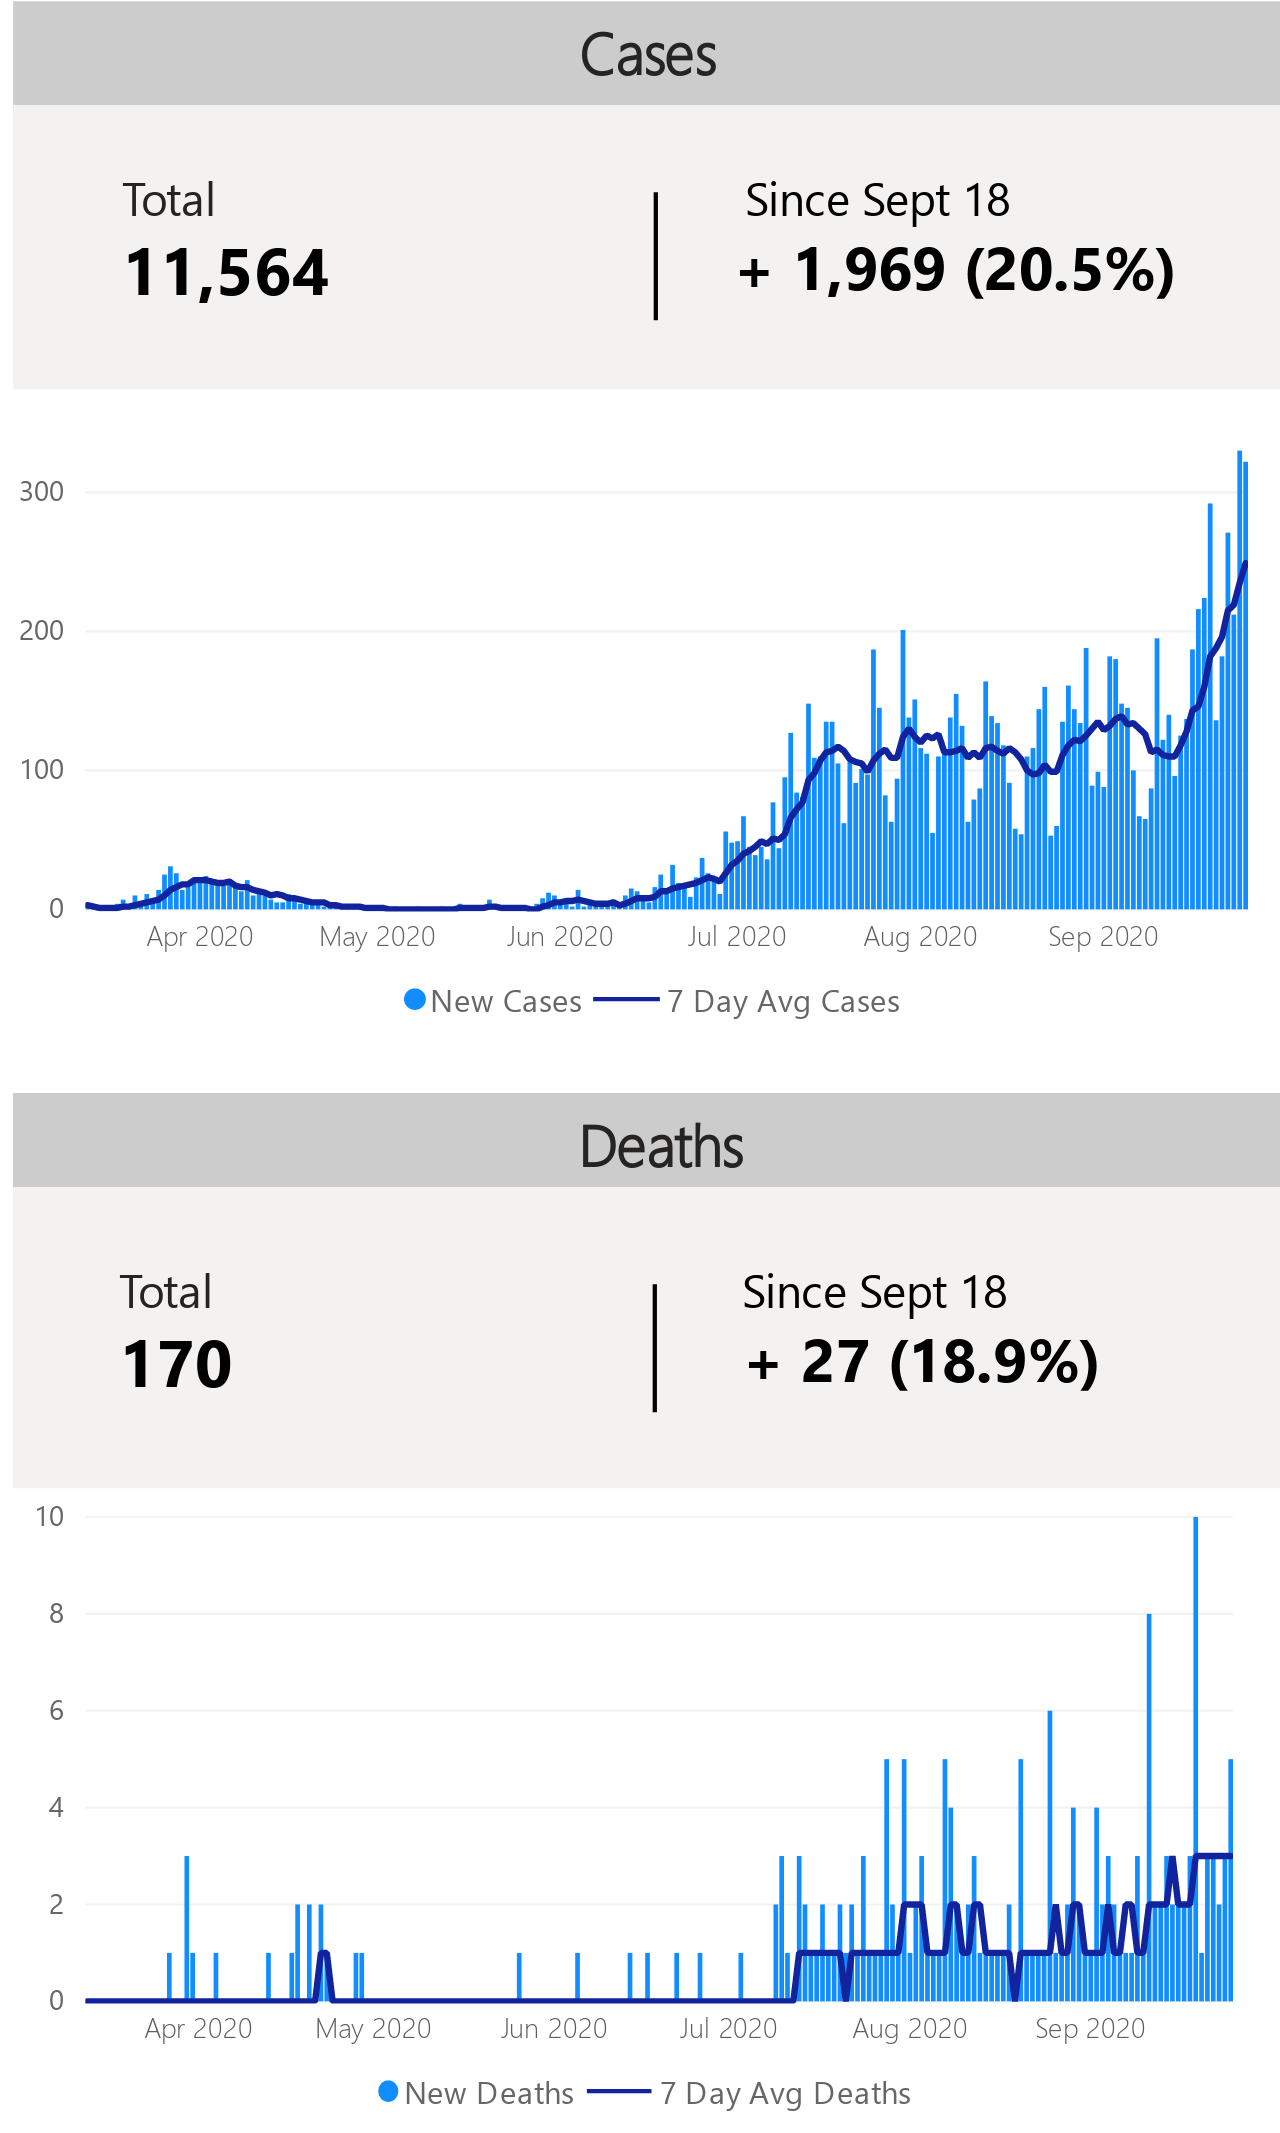 Cases
Total
Since Sept 18
11,564
+ 1,969 (20.5%)
300
200
100
0
Apr 2020 May 2020 Jun 2020 Jul 2020 Aug 2020 Sep 2020
New Cases 7 Day Avg Cases
Deaths
Total
Since Sept 18
170
+ 27 (18.9%)
10
8
6
4
2
0
Apr 2020 May 2020 Jun 2020 Jul 2020 Aug 2020 Sep 2020
New Deaths 7 Day Avg Deaths